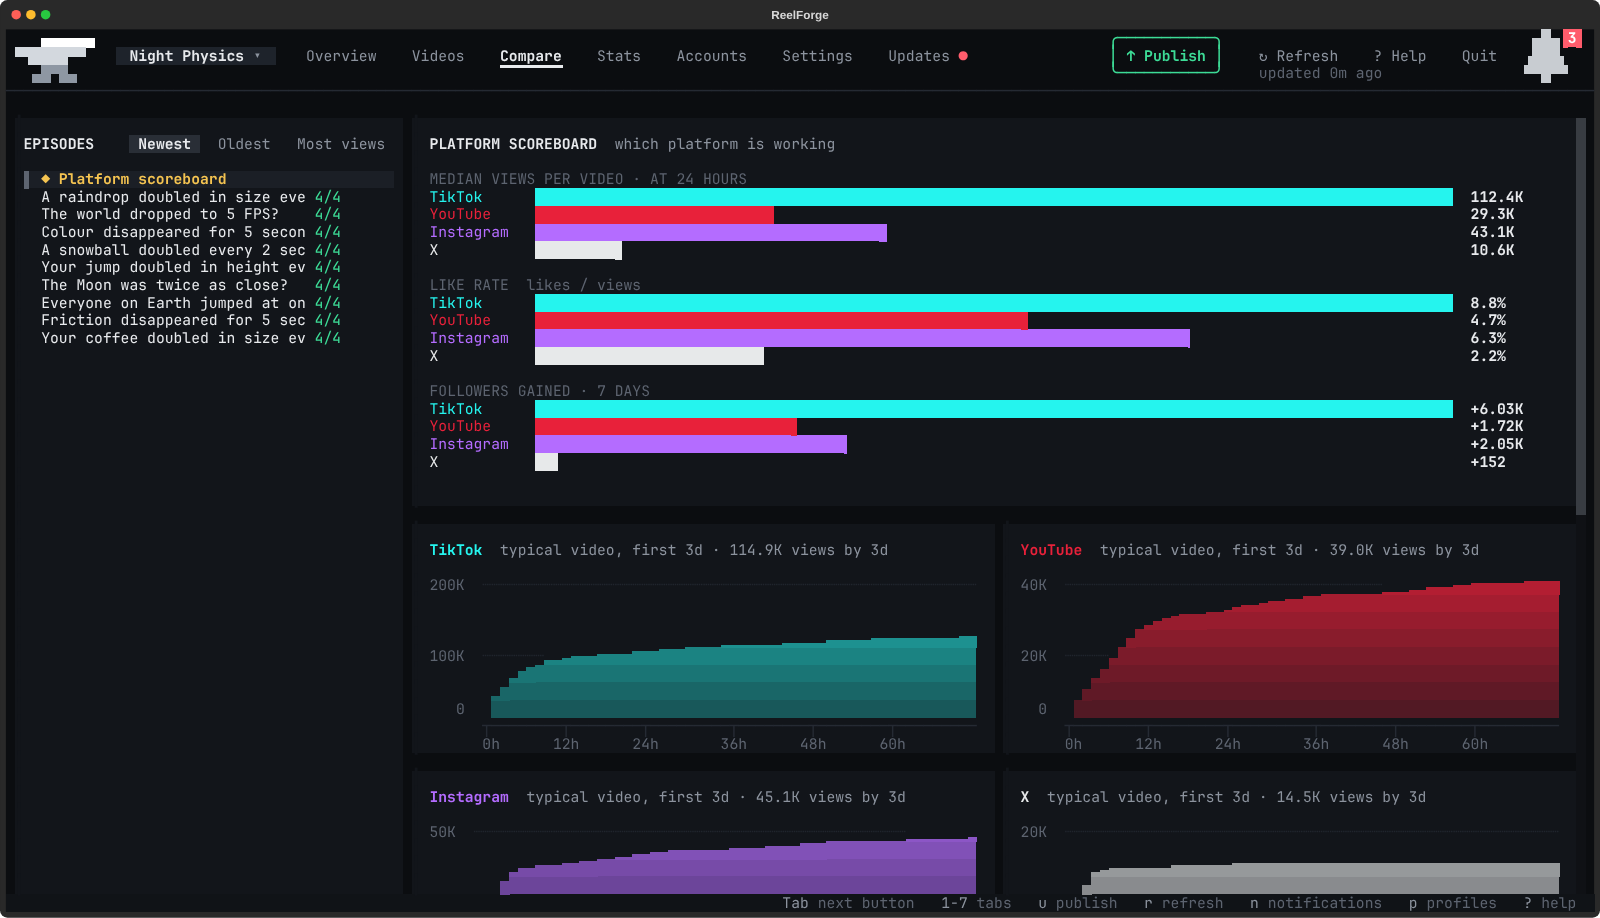 ReelForge
Night Physics ▾ Overview Videos Compare Stats Accounts Settings Updates ● ↑ Publish ↻ Refresh ? Help Quit 3
updated 0m ago
EPISODES Newest Oldest Most views
◆ Platform scoreboard
A raindrop doubled in size eve 4/4
The world dropped to 5 FPS? 4/4
Colour disappeared for 5 secon 4/4
A snowball doubled every 2 sec 4/4
Your jump doubled in height ev 4/4
The Moon was twice as close? 4/4
Everyone on Earth jumped at on 4/4
Friction disappeared for 5 sec 4/4
Your coffee doubled in size ev 4/4
PLATFORM SCOREBOARD which platform is working
MEDIAN VIEWS PER VIDEO · AT 24 HOURS
TikTok 112.4K
YouTube 29.3K
Instagram 43.1K
X 10.6K
LIKE RATE likes / views
TikTok 8.8%
YouTube 4.7%
Instagram 6.3%
X 2.2%
FOLLOWERS GAINED · 7 DAYS
TikTok +6.03K
YouTube +1.72K
Instagram +2.05K
X +152
TikTok typical video, first 3d · 114.9K views by 3d
200K
100K
0
0h 12h 24h 36h 48h 60h
YouTube typical video, first 3d · 39.0K views by 3d
40K
20K
0
0h 12h 24h 36h 48h 60h
Instagram typical video, first 3d · 45.1K views by 3d
50K
X typical video, first 3d · 14.5K views by 3d
20K
Tab next button 1-7 tabs u publish r refresh n notifications p profiles ? help